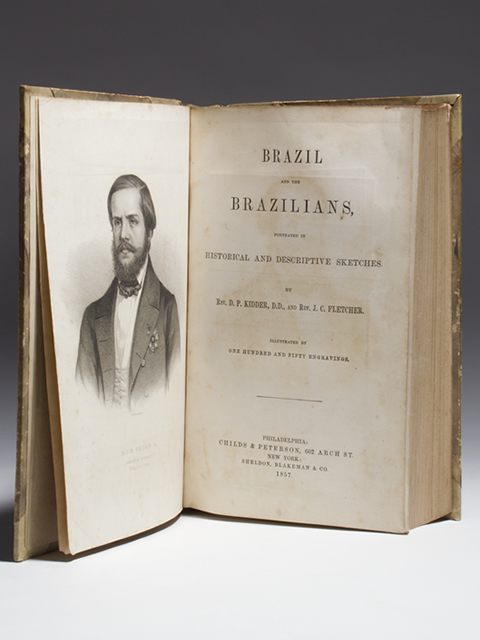 BRAZIL
AND THE
BRAZILIANS,
PORTRAYED IN
HISTORICAL AND DESCRIPTIVE SKETCHES.
BY
REV. D. P. KIDDER, D.D., AND REV. J. C. FLETCHER.
ILLUSTRATED BY
ONE HUNDRED AND FIFTY ENGRAVINGS.
PHILADELPHIA:
CHILDS & PETERSON, 602 ARCH ST.
NEW YORK:
SHELDON, BLAKEMAN & CO.
1857.